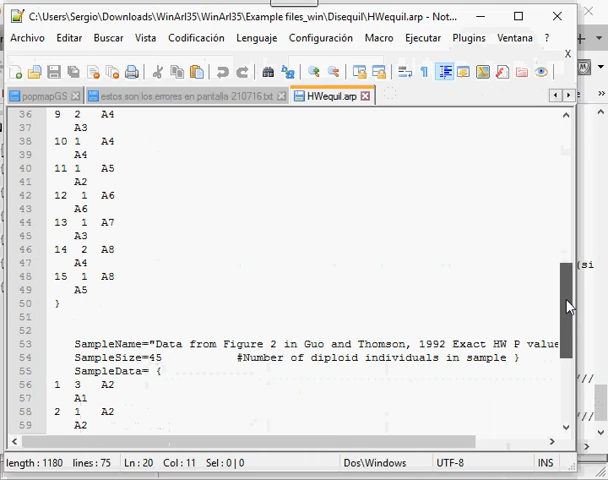 C:\Users\Sergio\Downloads\WinArl35\WinArl35\Example files_win\Disequil\HWequil.arp - Not...
Archivo Editar Buscar Vista Codificación Lenguaje Configuración Macro Ejecutar Plugins Ventana ? X
popmapGS estos son los errores en pantalla-210716.txt HWequil.arp
36 9 2 A4
37 A3
38 10 1 A4
39 A4
40 11 1 A5
41 A2
42 12 1 A6
43 A6
44 13 1 A7
45 A3
46 14 2 A8
47 A4
48 15 1 A8
49 A5
50 }
51
52
53 SampleName="Data from Figure 2 in Guo and Thomson, 1992 Exact HW P value
54 SampleSize=45 #Number of diploid individuals in sample }
55 SampleData= {
56 1 3 A2
57 A1
58 2 1 A2
59 A2
length : 1180 lines : 75 Ln : 20 Col : 11 Sel : 0 | 0 Dos\Windows UTF-8 INS
(si
///
///